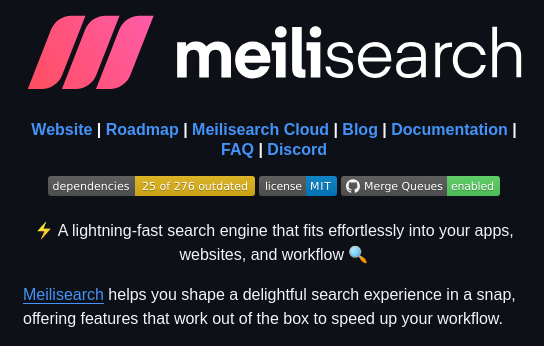 meilisearch
Website | Roadmap | Meilisearch Cloud | Blog | Documentation |
FAQ | Discord
dependencies 25 of 276 outdated license MIT Merge Queues enabled
⚡ A lightning-fast search engine that fits effortlessly into your apps,
websites, and workflow 🔍
Meilisearch helps you shape a delightful search experience in a snap,
offering features that work out of the box to speed up your workflow.